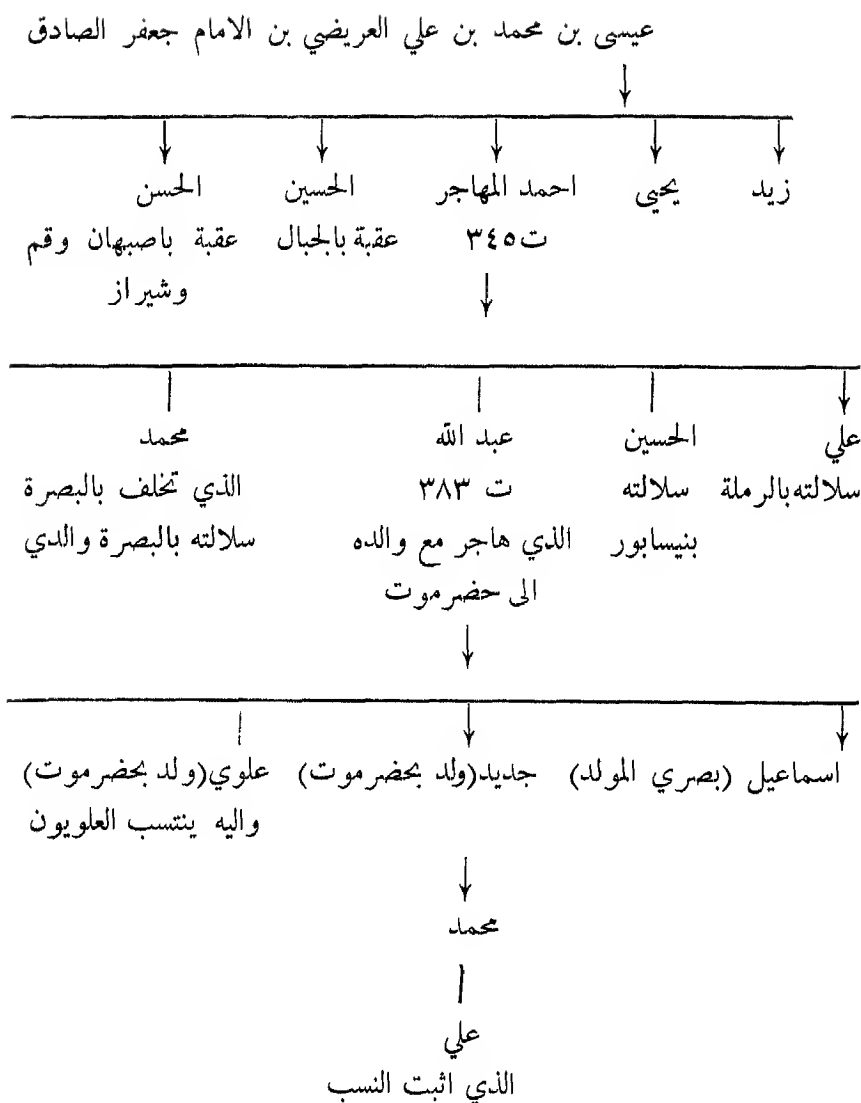 عيسى بن محمد بن علي العريضي بن الامام جعفر الصادق
زيد يحيى احمد المهاجر الحسين الحسن
ت ٣٤٥ عقبة بالجبال عقبة باصبهان وقم
وشيراز
علي الحسين عبد الله محمد
سلالته بالرملة سلالته ت ٣٨٣ الذي تخلف بالبصرة
بنيسابور الذي هاجر مع والده سلالته بالبصرة والدي
الى حضرموت
اسماعيل (بصري المولد) جديد (ولد بحضرموت) علوي (ولد بحضرموت)
واليه ينتسب العلويون
محمد
علي
الذي اثبت النسب